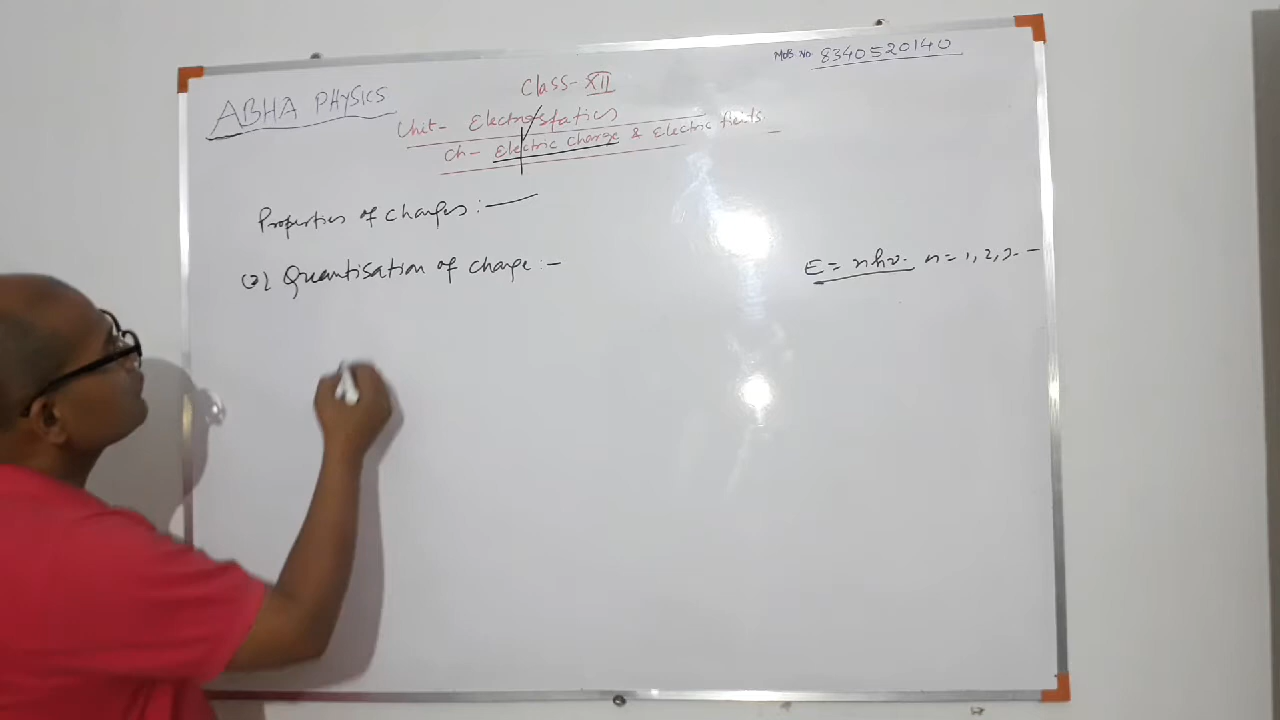 Mob. No 8340520140
ABHA PHYSICS
Class- XII
Unit- Electrostatics
Ch- Electric Charge & Electric fields.
Properties of charges:-
(2) Quantisation of charge:-
E = nhν. n = 1, 2, 3. -